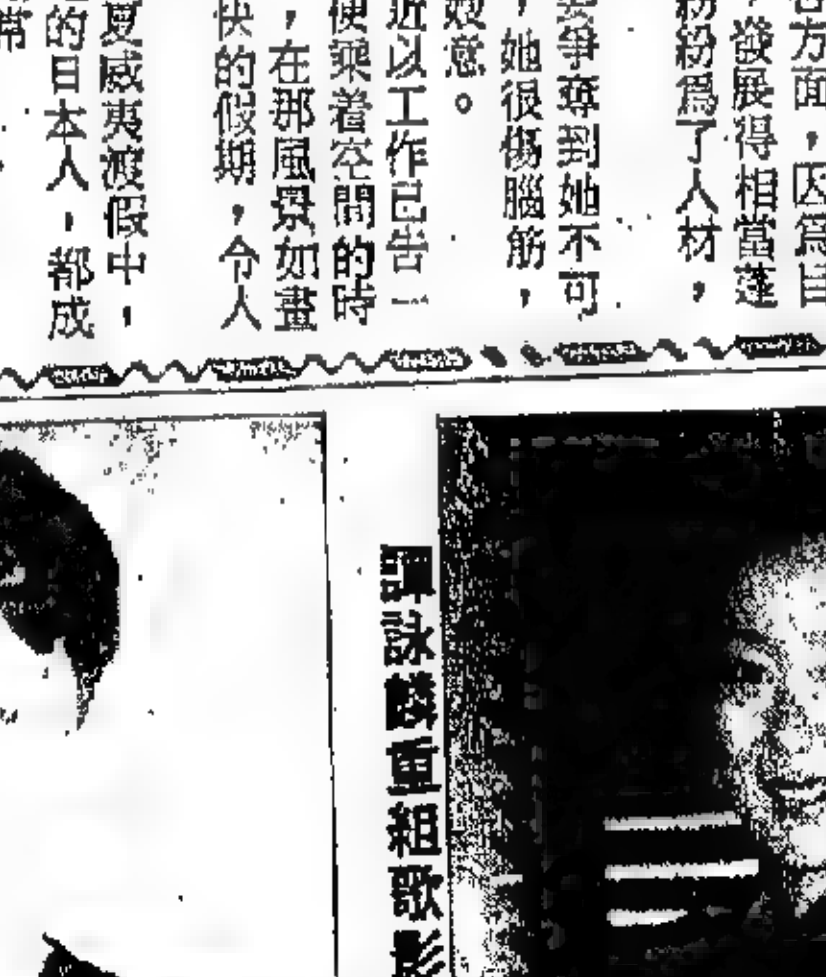 各方面，因為目
發展得相當蓬
紛紛為了人材，
爭奪到她不可
，她很傷腦筋，
意。
近以工作已告一
便乘着空閒的時
，在那風景如畫
快的假期，令人
夏威夷渡假中，
的日本人，都成
常
譚詠麟重組歌影